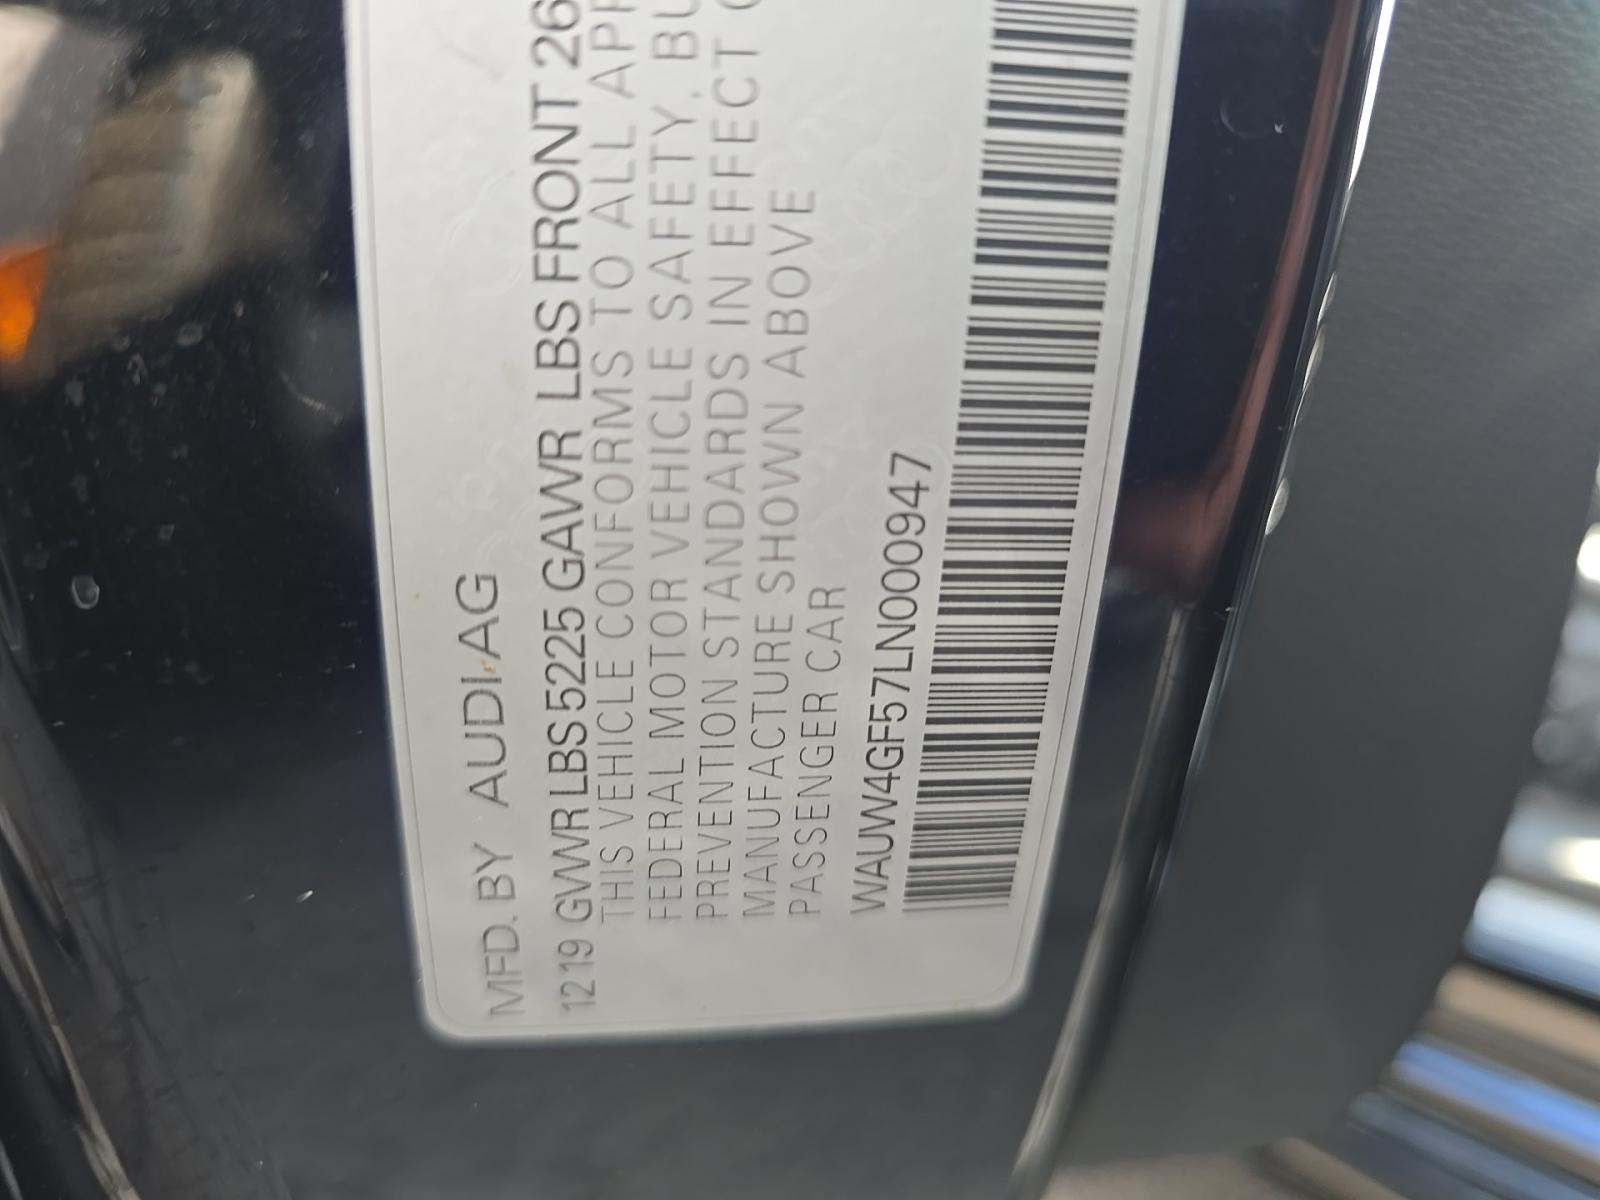 MFD. BY AUDI AG
12 19 GVWR LBS 5225 GAWR LBS FRONT 26
THIS VEHICLE CONFORMS TO ALL APP
FEDERAL MOTOR VEHICLE SAFETY, BU
PREVENTION STANDARDS IN EFFECT O
MANUFACTURE SHOWN ABOVE
PASSENGER CAR
WAUW4GF57LN000947